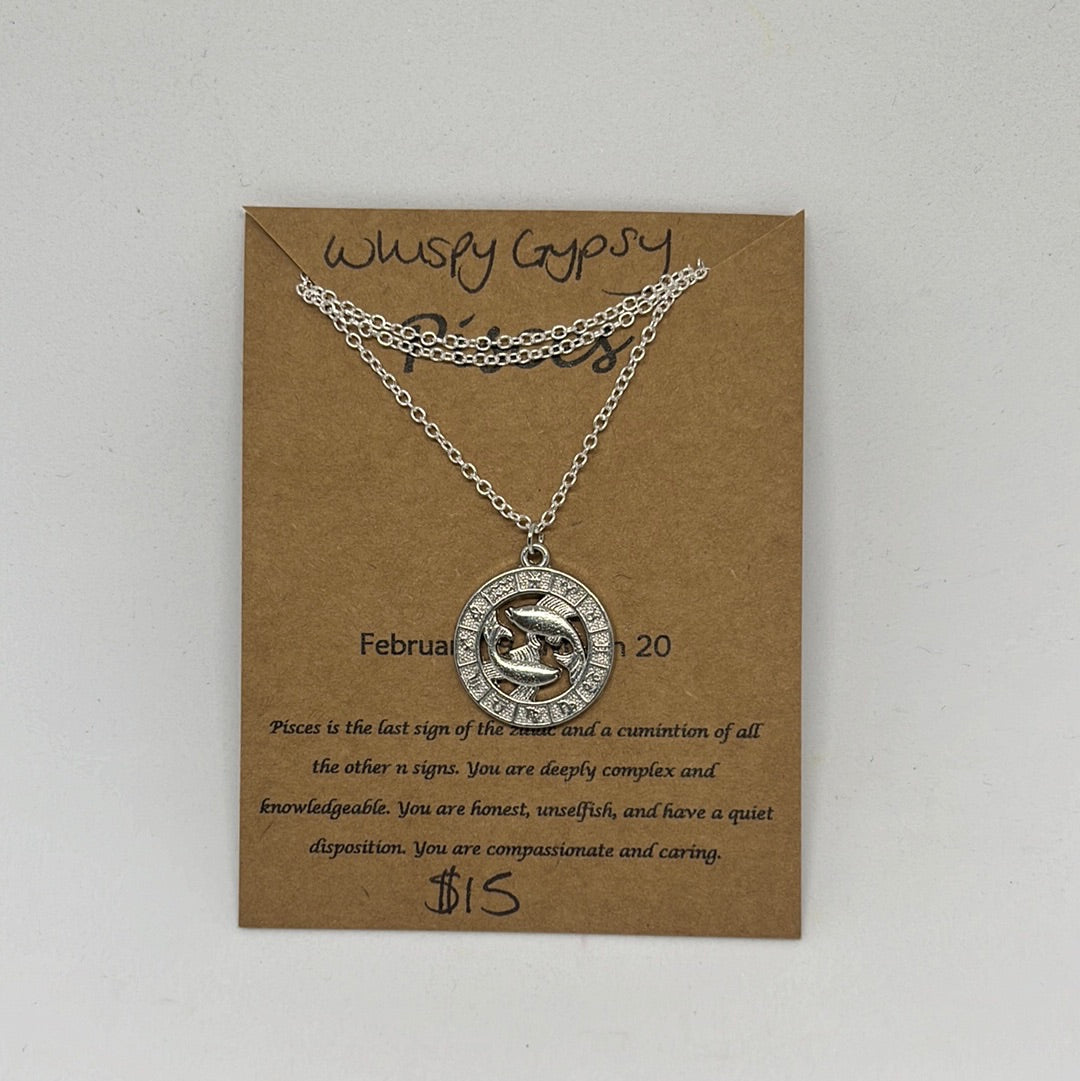 Whispy Gypsy
Pisces
Februar 20
Pisces is the last sign of the zodiac and a cumintion of all
the other n signs. You are deeply complex and
knowledgeable. You are honest, unselfish, and have a quiet
disposition. You are compassionate and caring.
$15